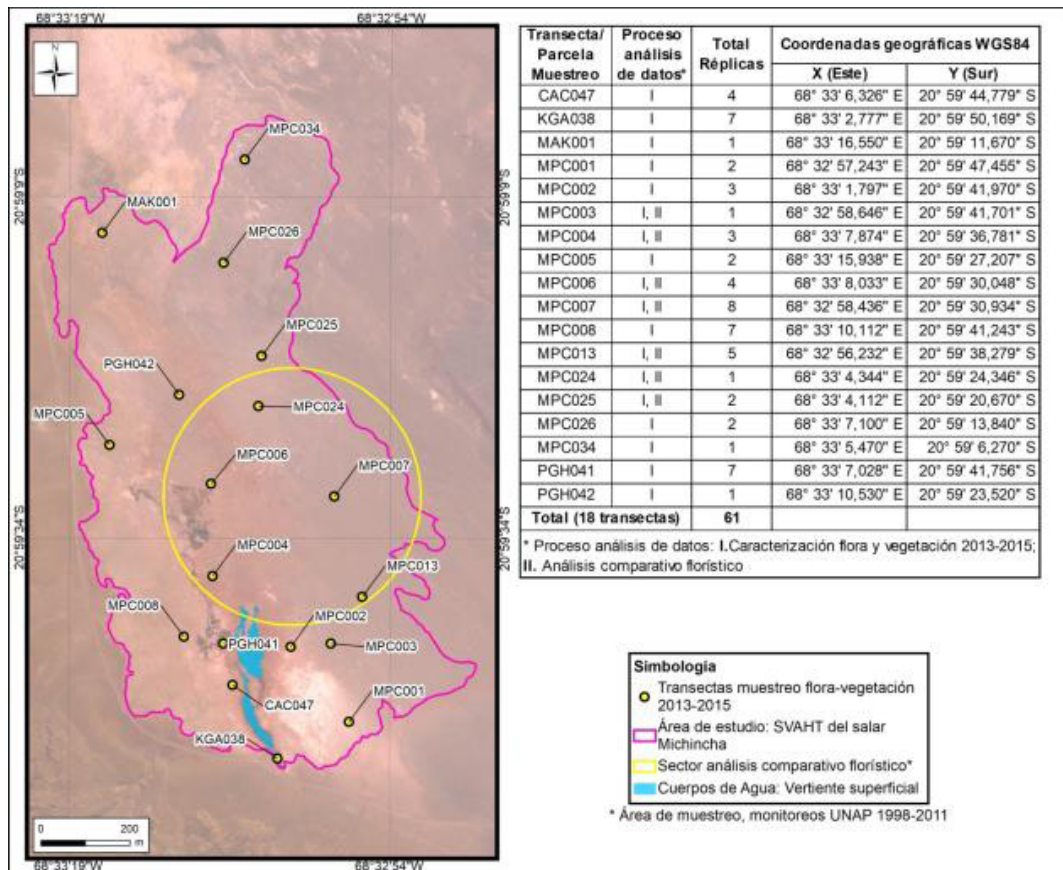 68°33'19"W 68°32'54"W
N
MPC034
20°59'9"S 20°59'9"S
MAK001
MPC026
MPC025
PGH042
MPC024
MPC005
MPC006
MPC007
20°59'34"S 20°59'34"S
MPC004
MPC013
MPC008
MPC002
PGH041
MPC003
CAC047
MPC001
KGA038
0 200
m
68°33'19"W 68°32'54"W
Transecta/ Parcela Muestreo Proceso análisis de datos* Total Réplicas Coordenadas geográficas WGS84
X (Este) Y (Sur)
CAC047 I 4 68° 33' 6,326" E 20° 59' 44,779" S
KGA038 I 7 68° 33' 2,777" E 20° 59' 50,169" S
MAK001 I 1 68° 33' 16,550" E 20° 59' 11,670" S
MPC001 I 2 68° 32' 57,243" E 20° 59' 47,455" S
MPC002 I 3 68° 33' 1,797" E 20° 59' 41,970" S
MPC003 I, II 1 68° 32' 58,646" E 20° 59' 41,701" S
MPC004 I, II 3 68° 33' 7,874" E 20° 59' 36,781" S
MPC005 I 2 68° 33' 15,938" E 20° 59' 27,207" S
MPC006 I, II 4 68° 33' 8,033" E 20° 59' 30,048" S
MPC007 I, II 8 68° 32' 58,436" E 20° 59' 30,934" S
MPC008 I 7 68° 33' 10,112" E 20° 59' 41,243" S
MPC013 I, II 5 68° 32' 56,232" E 20° 59' 38,279" S
MPC024 I, II 1 68° 33' 4,344" E 20° 59' 24,346" S
MPC025 I, II 2 68° 33' 4,112" E 20° 59' 20,670" S
MPC026 I 2 68° 33' 7,100" E 20° 59' 13,840" S
MPC034 I 1 68° 33' 5,470" E 20° 59' 6,270" S
PGH041 I 7 68° 33' 7,028" E 20° 59' 41,756" S
PGH042 I 1 68° 33' 10,530" E 20° 59' 23,520" S
Total (18 transectas) 61
* Proceso análisis de datos: I.Caracterización flora y vegetación 2013-2015;
II. Análisis comparativo florístico
Simbología
Transectas muestreo flora-vegetación
2013-2015
Área de estudio: SVAHT del salar
Michincha
Sector análisis comparativo florístico*
Cuerpos de Agua: Vertiente superficial
* Área de muestreo, monitoreos UNAP 1998-2011